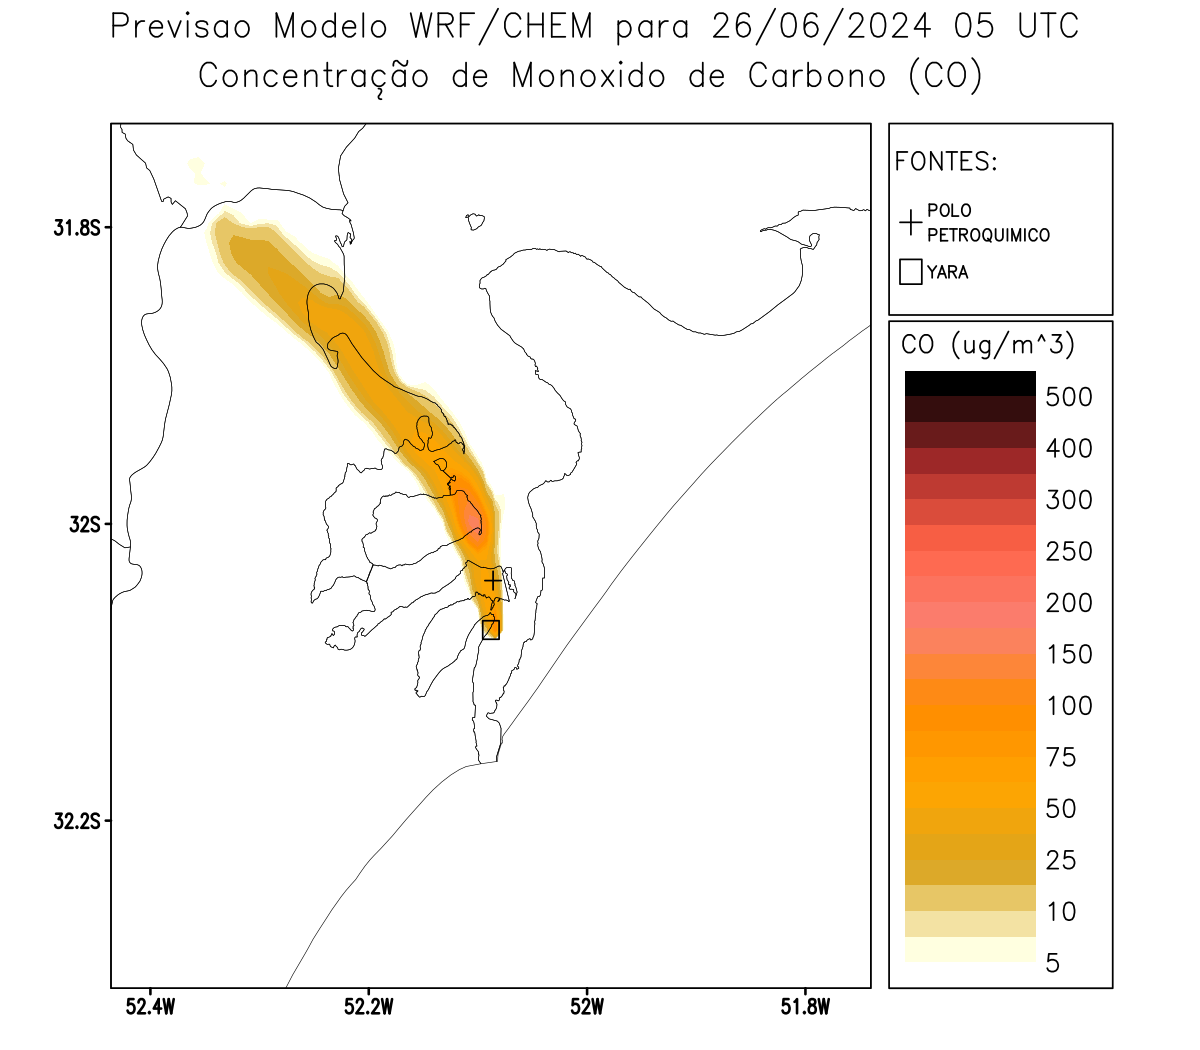 Previsao Modelo WRF/CHEM para 26/06/2024 05 UTC
Concentração de Monoxido de Carbono (CO)
FONTES:
POLO
PETROQUIMICO
YARA
31.8S
32S
32.2S
52.4W
52.2W
52W
51.8W
CO (ug/m^3)
500
400
300
250
200
150
100
75
50
25
10
5